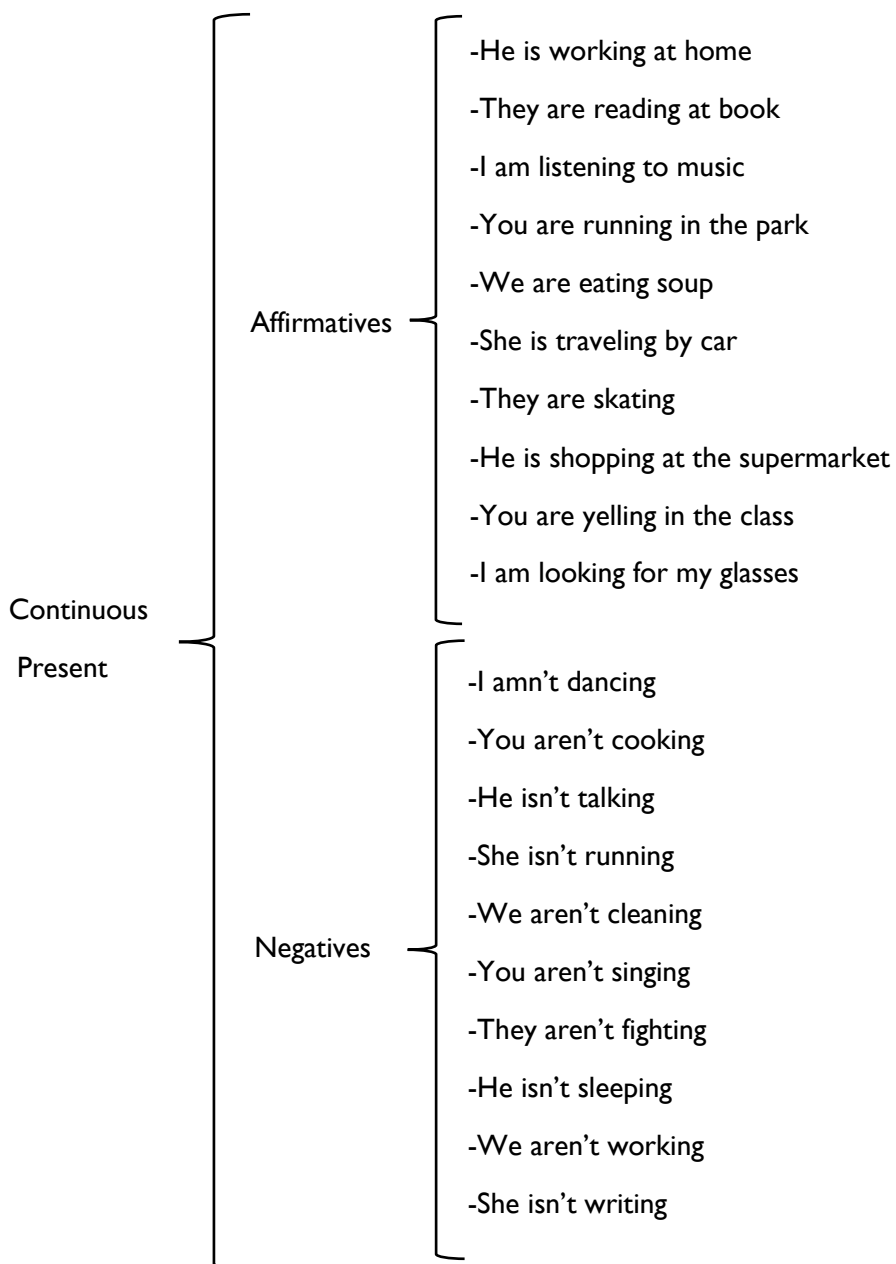 Continuous
Present
Affirmatives
-He is working at home
-They are reading at book
-I am listening to music
-You are running in the park
-We are eating soup
-She is traveling by car
-They are skating
-He is shopping at the supermarket
-You are yelling in the class
-I am looking for my glasses
Negatives
-I amn’t dancing
-You aren’t cooking
-He isn’t talking
-She isn’t running
-We aren’t cleaning
-You aren’t singing
-They aren’t fighting
-He isn’t sleeping
-We aren’t working
-She isn’t writing